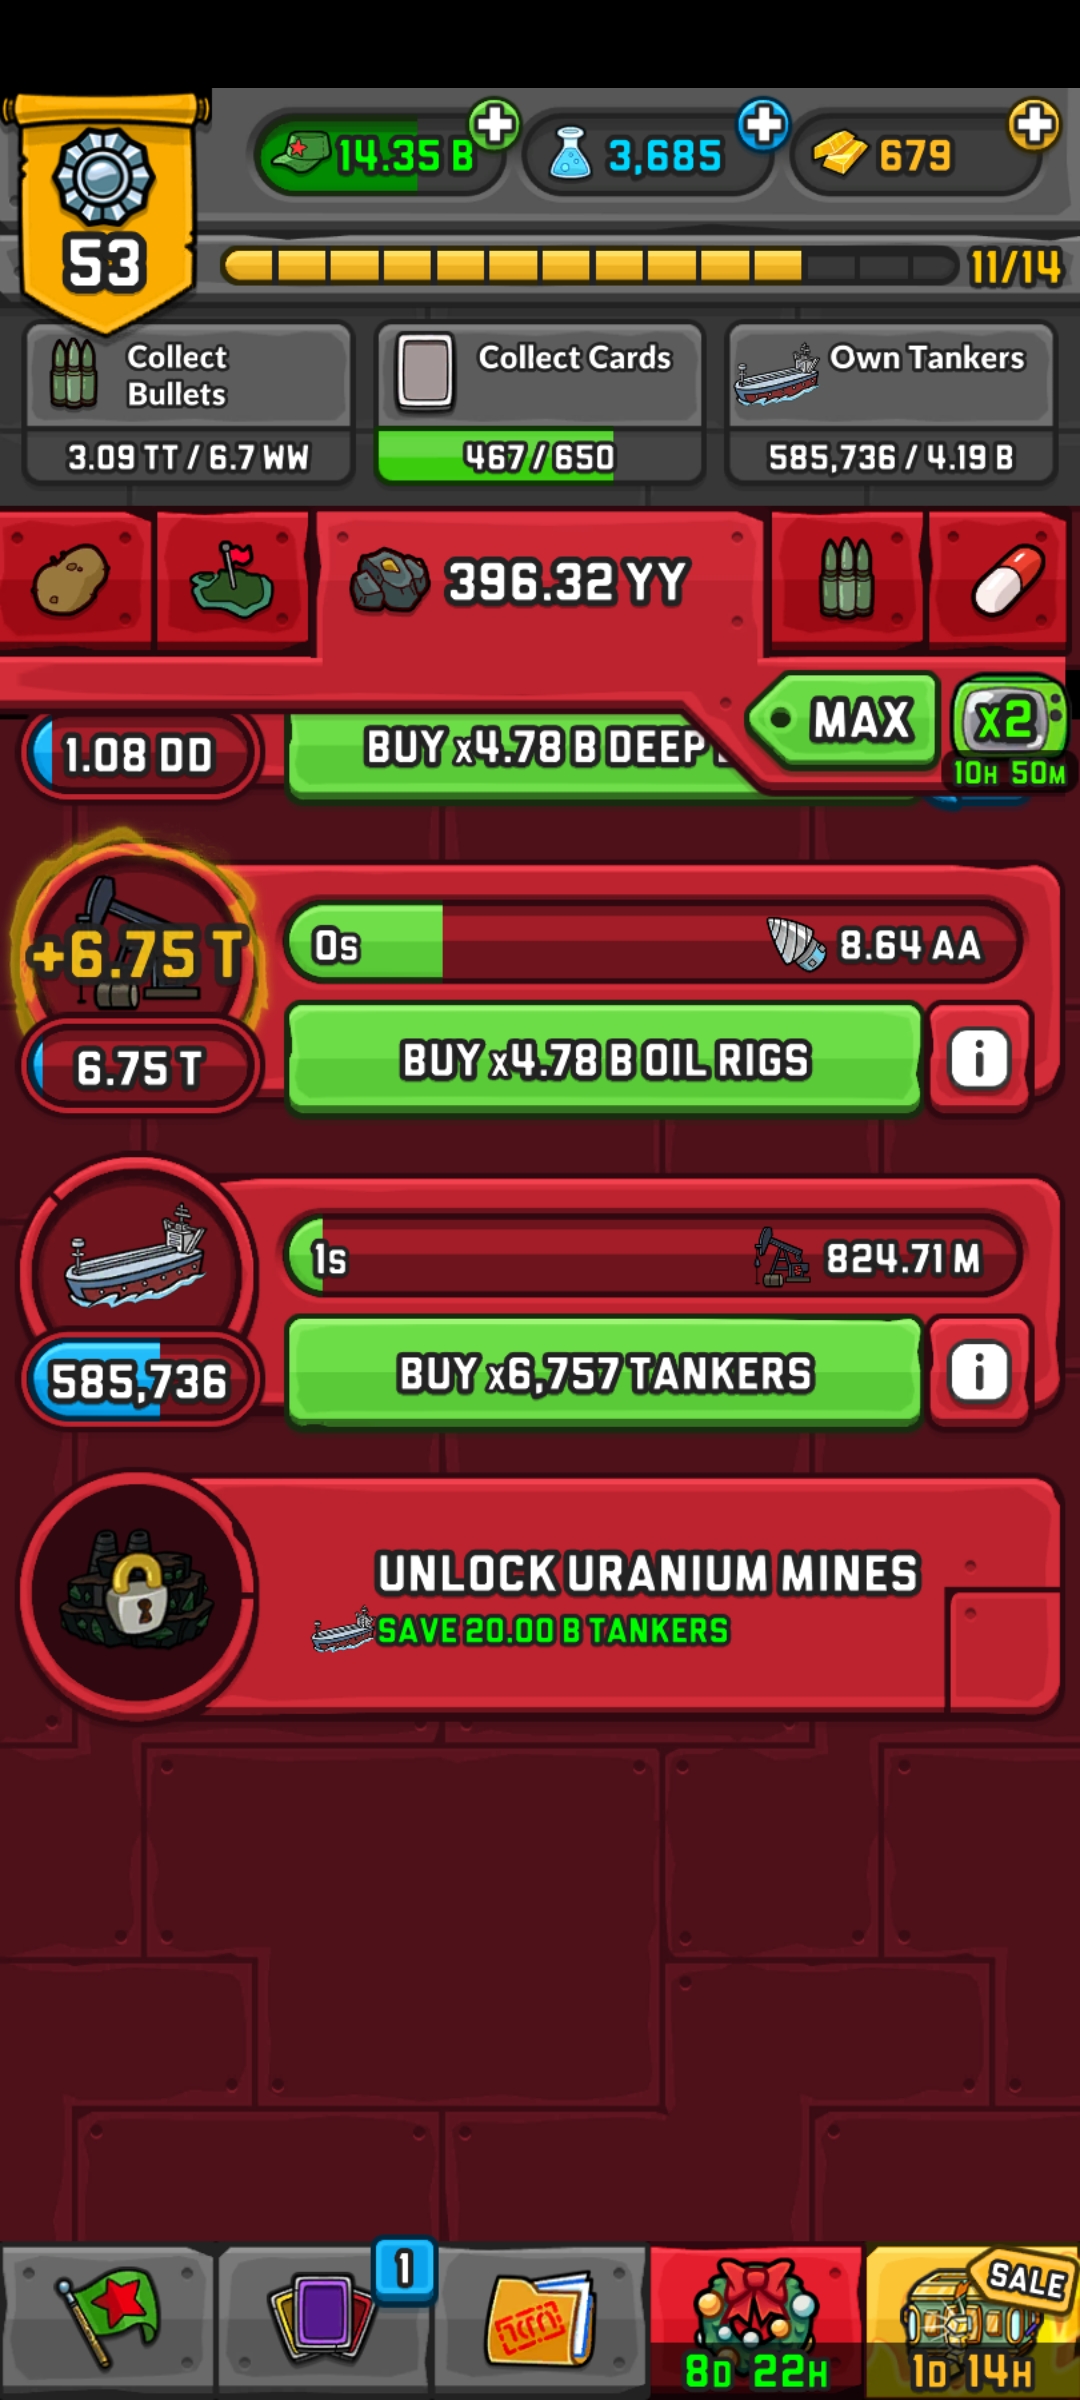 14.35 B
3,685
679
53
11/14
Collect
Bullets
Collect Cards
Own Tankers
3.09 TT / 6.7 WW
467 / 650
585,736 / 4.19 B
396.32 YY
MAX
x2
10H 50M
1.08 DD
BUY x4.78 B DEEP
+6.75 T
0s
8.64 AA
6.75 T
BUY x4.78 B OIL RIGS
i
1s
824.71 M
585,736
BUY x6,757 TANKERS
i
UNLOCK URANIUM MINES
SAVE 20.00 B TANKERS
1
SALE
8D 22H
1D 14H